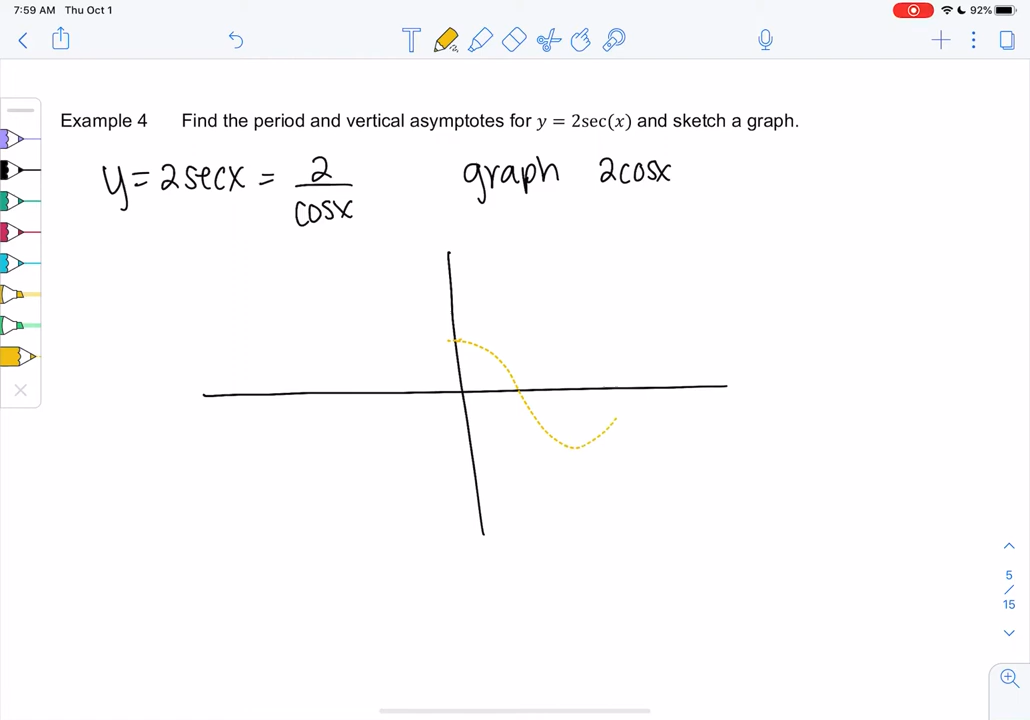 7:59 AM Thu Oct 1 92%
T
Example 4 Find the period and vertical asymptotes for y = 2sec(x) and sketch a graph.
y = 2secx = 2/cosx graph 2cosx
5
/
15